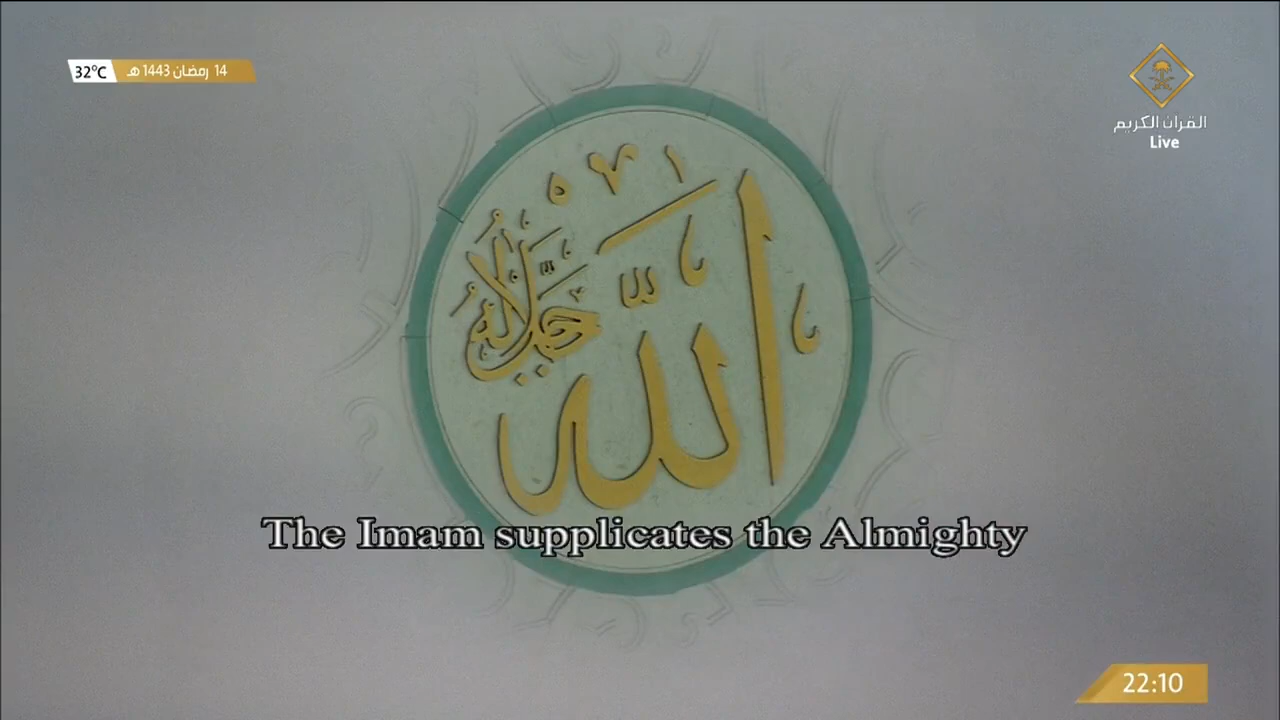 32°C
14 رمضان 1443 هـ
القرآن الكريم
Live
الله
جل جلاله
The Imam supplicates the Almighty
22:10